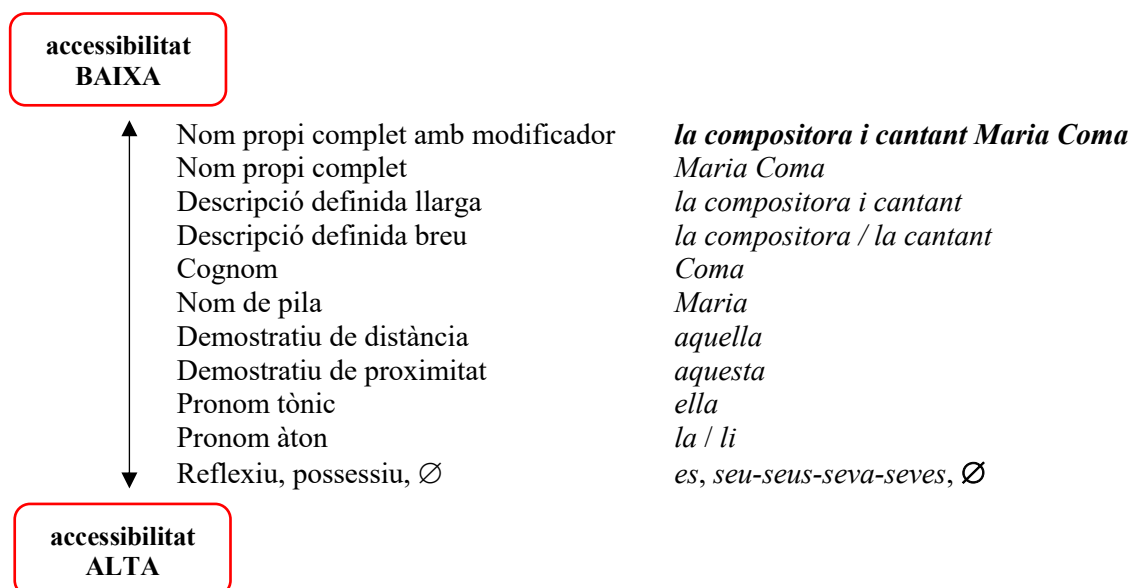 accessibilitat
BAIXA
Nom propi complet amb modificador la compositora i cantant Maria Coma
Nom propi complet Maria Coma
Descripció definida llarga la compositora i cantant
Descripció definida breu la compositora / la cantant
Cognom Coma
Nom de pila Maria
Demostratiu de distància aquella
Demostratiu de proximitat aquesta
Pronom tònic ella
Pronom àton la / li
Reflexiu, possessiu, ∅ es, seu-seus-seva-seves, ∅
accessibilitat
ALTA